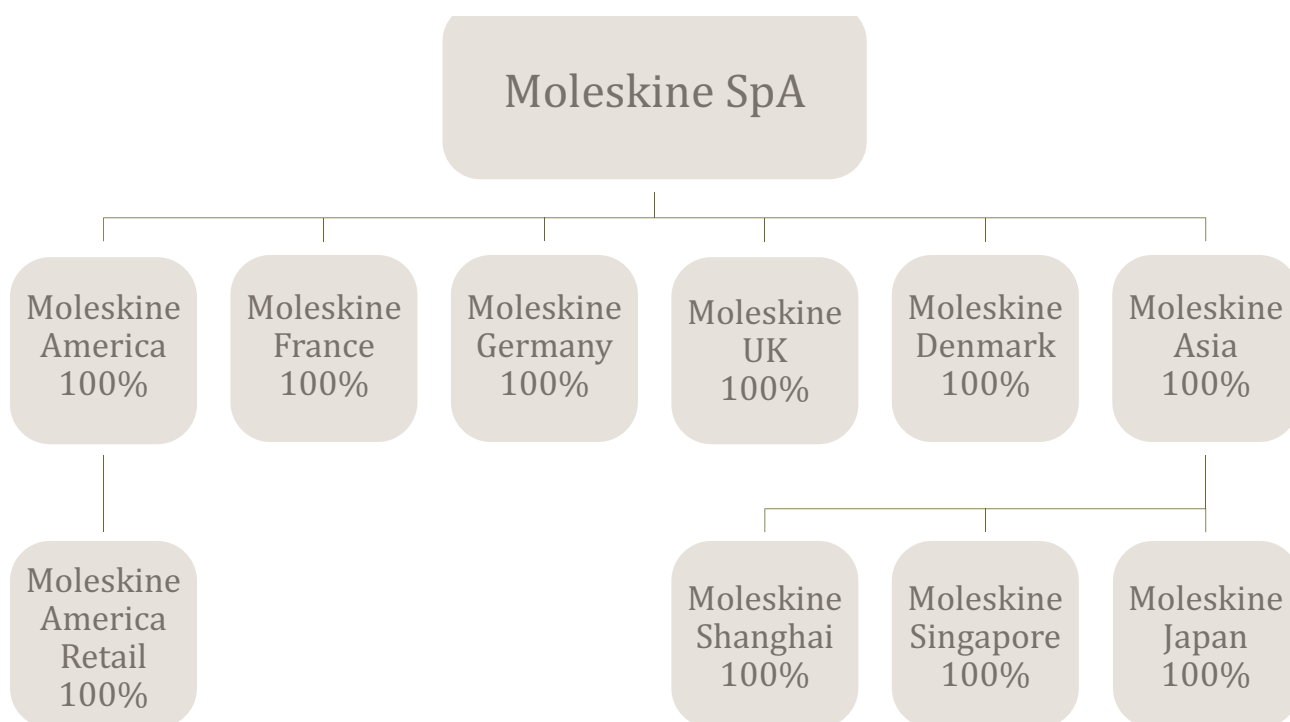 Moleskine SpA
Moleskine
America
100%
Moleskine
France
100%
Moleskine
Germany
100%
Moleskine
UK
100%
Moleskine
Denmark
100%
Moleskine
Asia
100%
Moleskine
America
Retail
100%
Moleskine
Shanghai
100%
Moleskine
Singapore
100%
Moleskine
Japan
100%